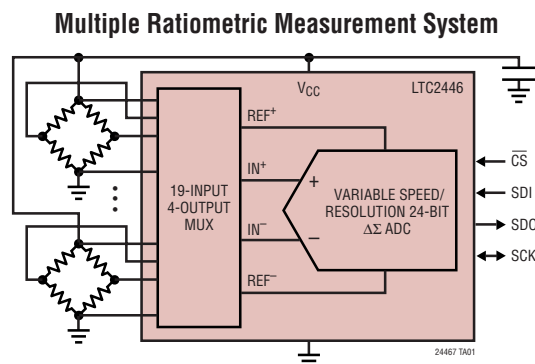 Multiple Ratiometric Measurement System
VCC
LTC2446
REF+
19-INPUT
4-OUTPUT
MUX
IN+
+
VARIABLE SPEED/
RESOLUTION 24-BIT
ΔΣ ADC
IN−
−
REF−
CS
SDI
SDO
SCK
24467 TA01